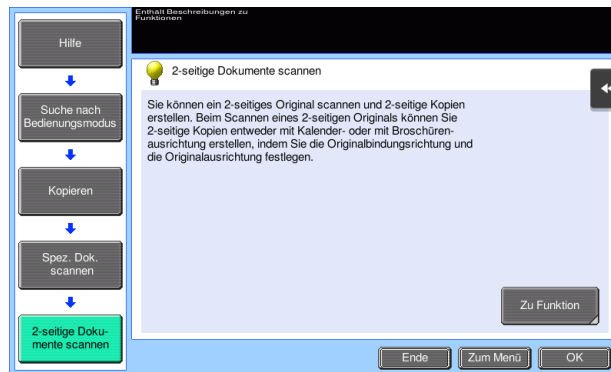 Enthält Beschreibungen zu
Funktionen
Hilfe
Suche nach
Bedienungsmodus
Kopieren
Spez. Dok.
scannen
2-seitige Doku-
mente scannen
2-seitige Dokumente scannen
Sie können ein 2-seitiges Original scannen und 2-seitige Kopien
erstellen. Beim Scannen eines 2-seitigen Originals können Sie
2-seitige Kopien entweder mit Kalender- oder mit Broschüren-
ausrichtung erstellen, indem Sie die Originalbindungsrichtung und
die Originalausrichtung festlegen.
Zu Funktion
Ende
Zum Menü
OK